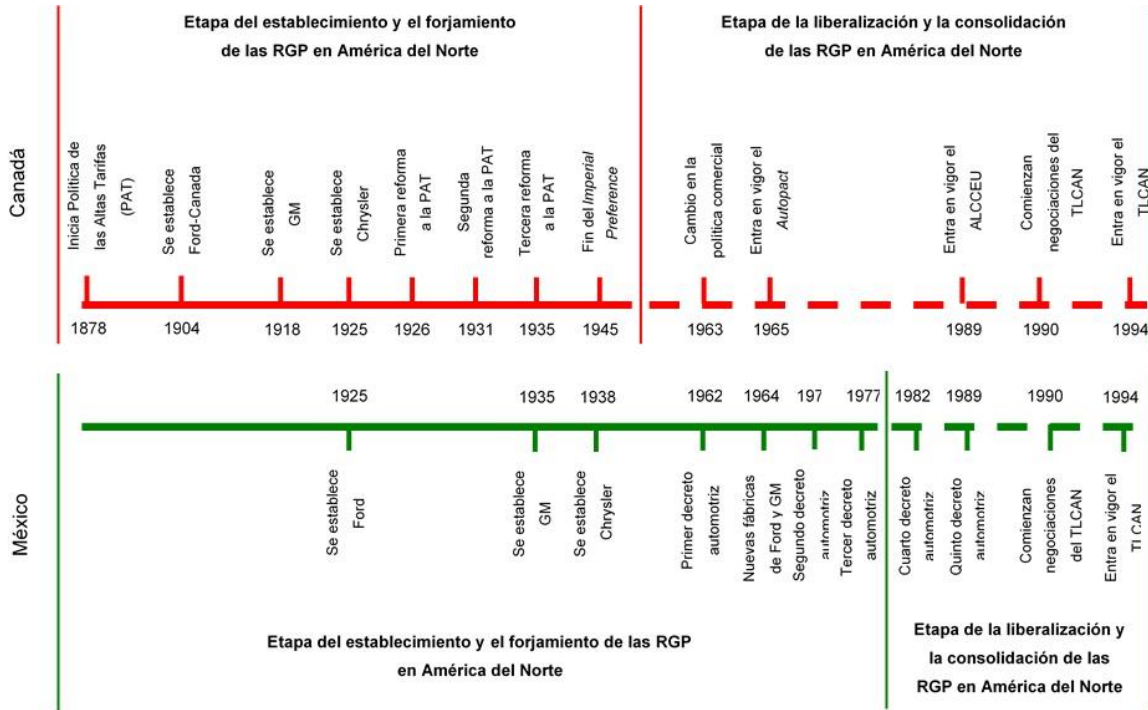 Etapa del establecimiento y el forjamiento
de las RGP en América del Norte
Etapa de la liberalización y la consolidación
de las RGP en América del Norte
Canadá
Inicia Política de
las Altas Tarifas
(PAT)
Se establece
Ford-Canada
Se establece
GM
Se establece
Chrysler
Primera reforma
a la PAT
Segunda
reforma a la PAT
Tercera reforma
a la PAT
Fin del Imperial
Preference
Cambio en la
política comercial
Entra en vigor el
Autopact
Entra en vigor el
ALCCEU
Comienzan
negociaciones del
TLCAN
Entra en vigor el
TLCAN
1878
1904
1918
1925
1926
1931
1935
1945
1963
1965
1989
1990
1994
México
1925
1935
1938
1962
1964
197
1977
1982
1989
1990
1994
Se establece
Ford
Se establece
GM
Se establece
Chrysler
Primer decreto
automotriz
Nuevas fábricas
de Ford y GM
Segundo decreto
automotriz
Tercer decreto
automotriz
Cuarto decreto
automotriz
Quinto decreto
automotriz
Comienzan
negociaciones
del TLCAN
Entra en vigor el
TLCAN
Etapa del establecimiento y el forjamiento de las RGP
en América del Norte
Etapa de la liberalización y
la consolidación de las
RGP en América del Norte